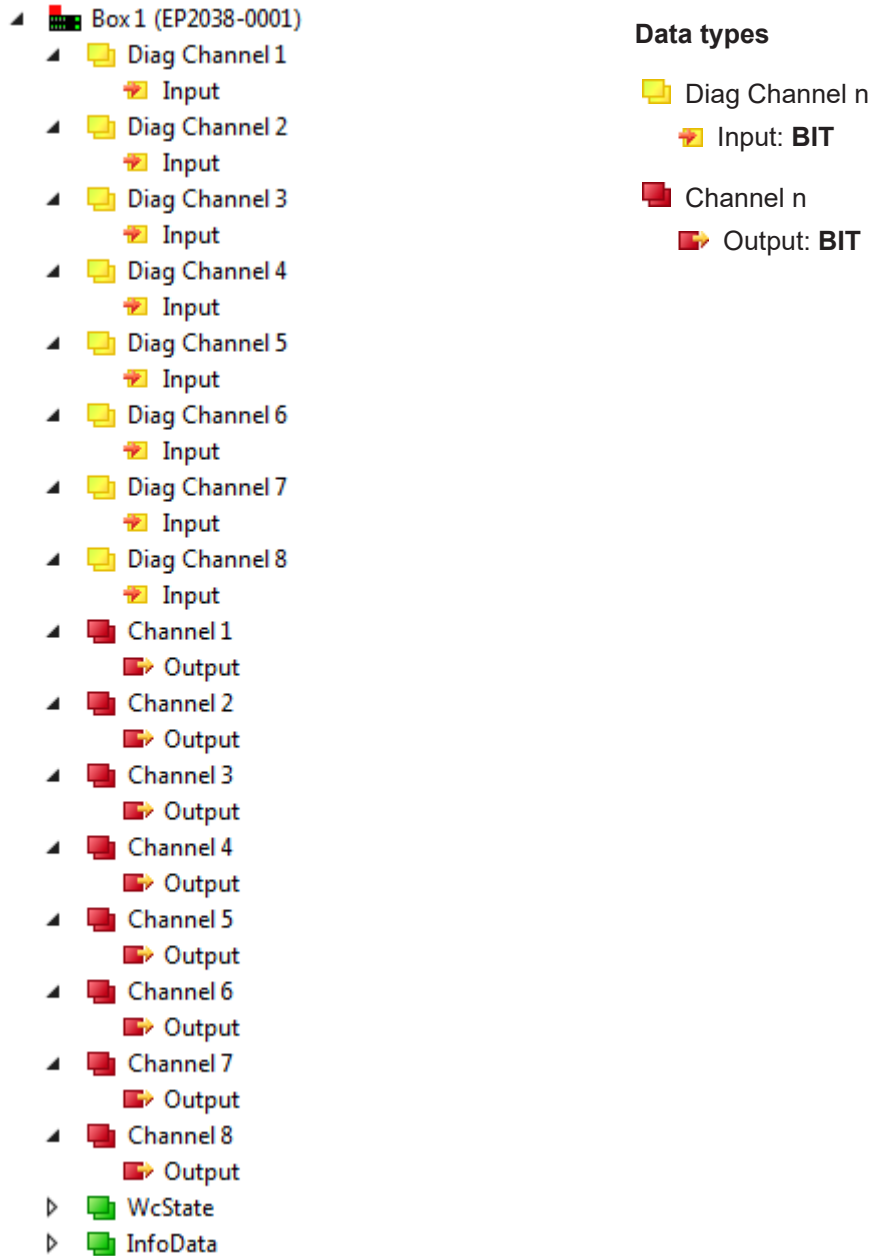 Box 1 (EP2038-0001)
Diag Channel 1
Input
Diag Channel 2
Input
Diag Channel 3
Input
Diag Channel 4
Input
Diag Channel 5
Input
Diag Channel 6
Input
Diag Channel 7
Input
Diag Channel 8
Input
Channel 1
Output
Channel 2
Output
Channel 3
Output
Channel 4
Output
Channel 5
Output
Channel 6
Output
Channel 7
Output
Channel 8
Output
WcState
InfoData
Data types
Diag Channel n
Input: BIT
Channel n
Output: BIT